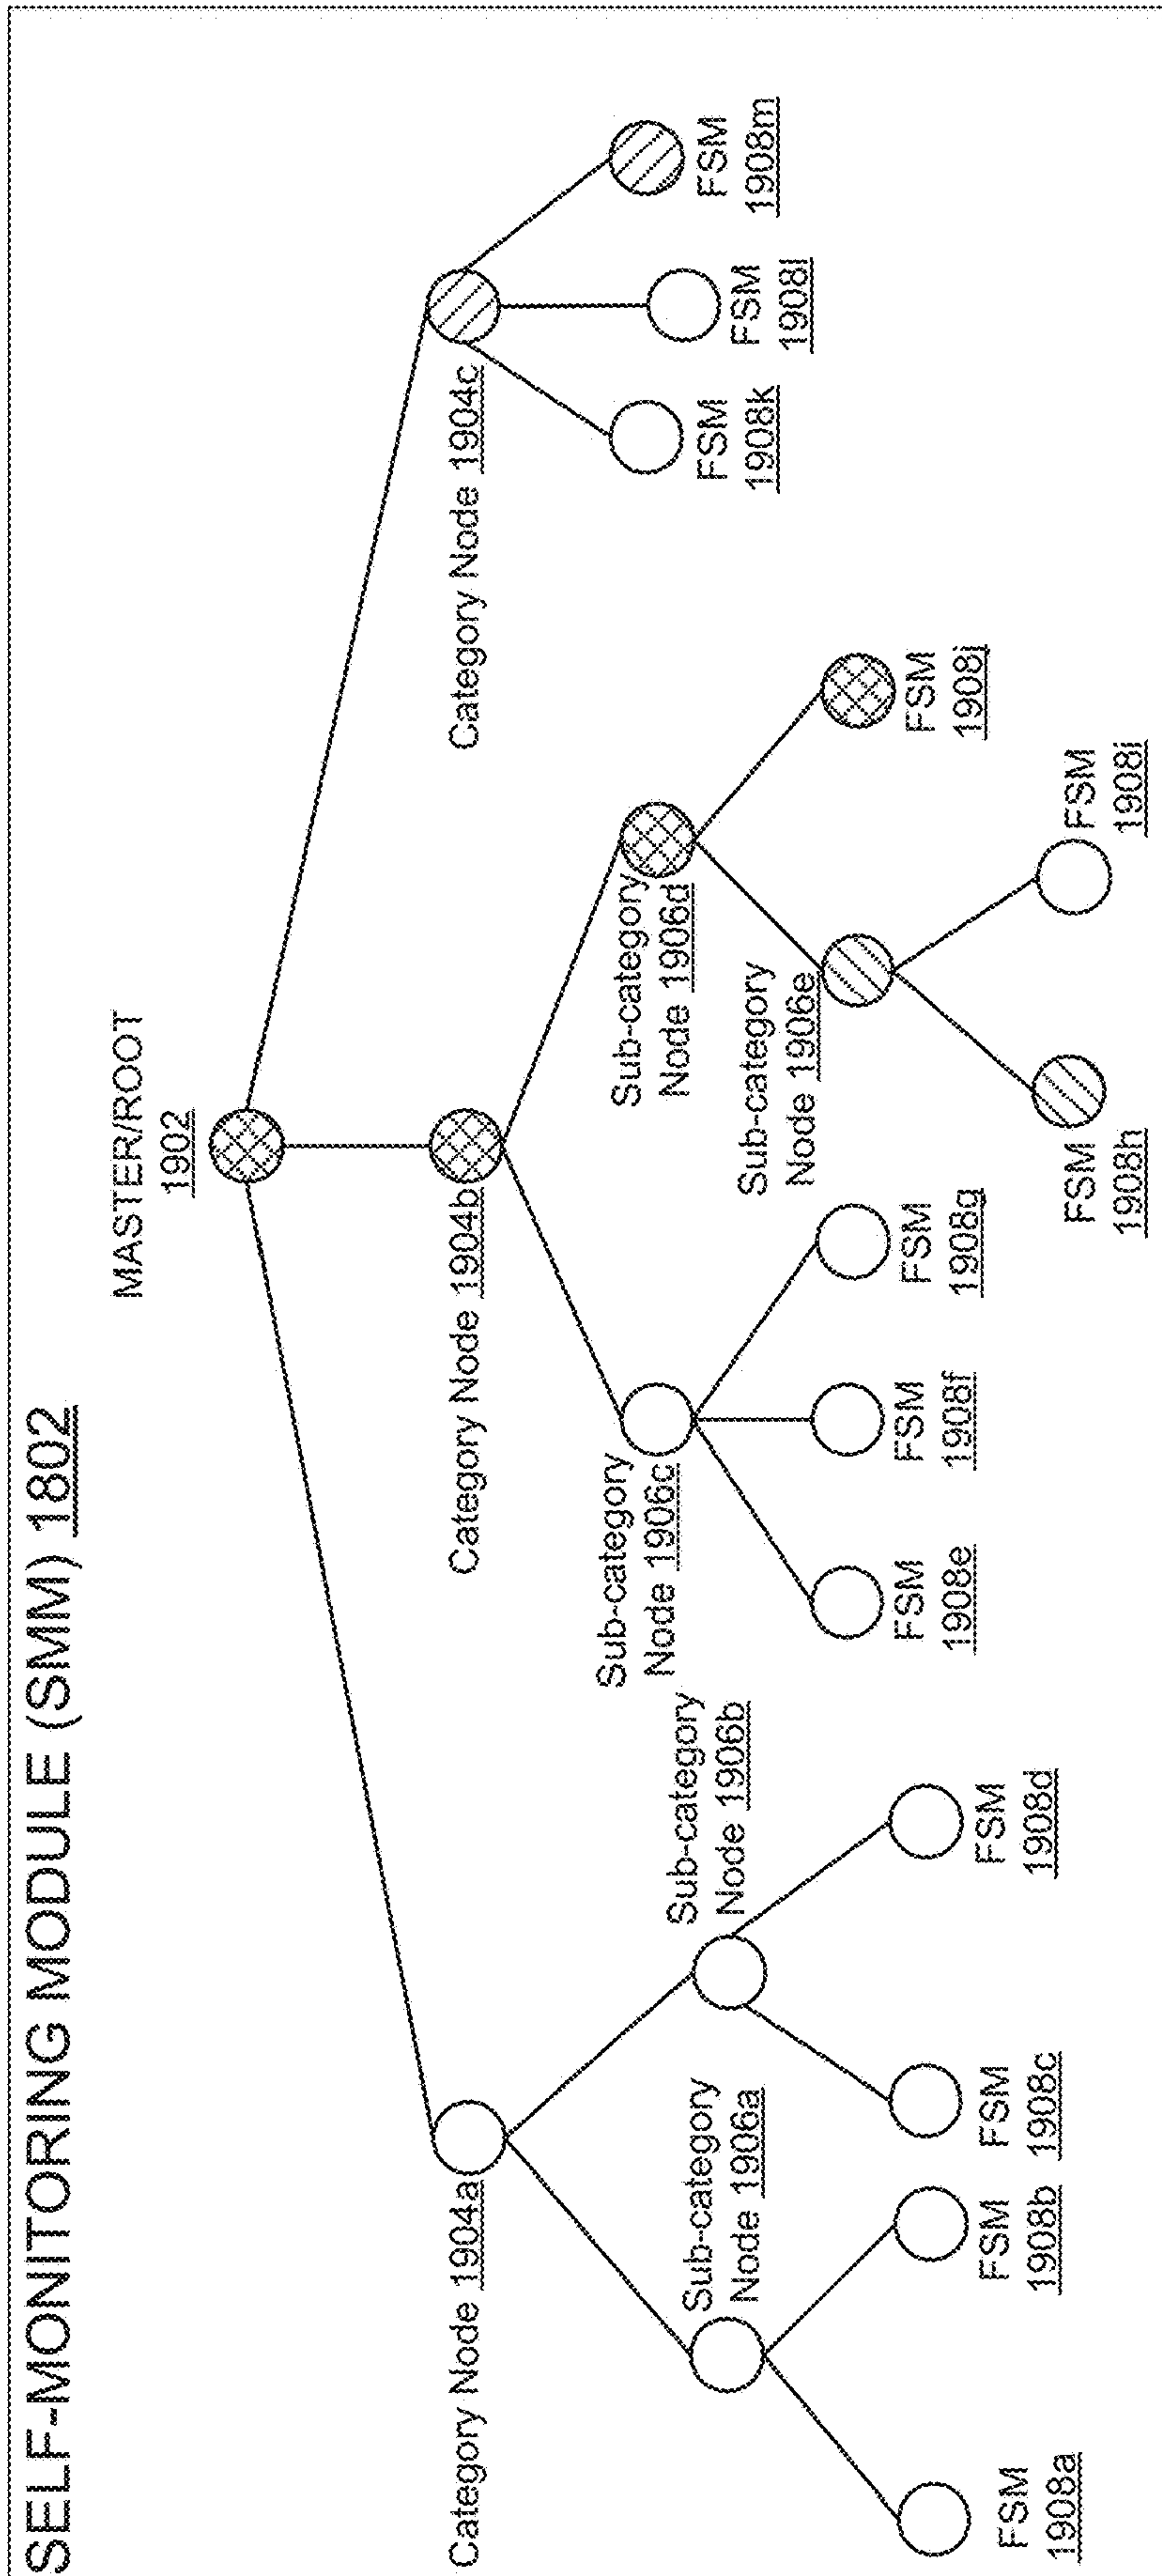 SELF-MONITORING MODULE (SMM) 1802
MASTER/ROOT
1902
Category Node 1904a
Category Node 1904b
Category Node 1904c
Sub-category
Node 1906a
Sub-category
Node 1906b
Sub-category
Node 1906c
Sub-category
Node 1906d
Sub-category
Node 1906e
FSM
1908a
FSM
1908b
FSM
1908c
FSM
1908d
FSM
1908e
FSM
1908f
FSM
1908g
FSM
1908h
FSM
1908i
FSM
1908j
FSM
1908k
FSM
1908l
FSM
1908m